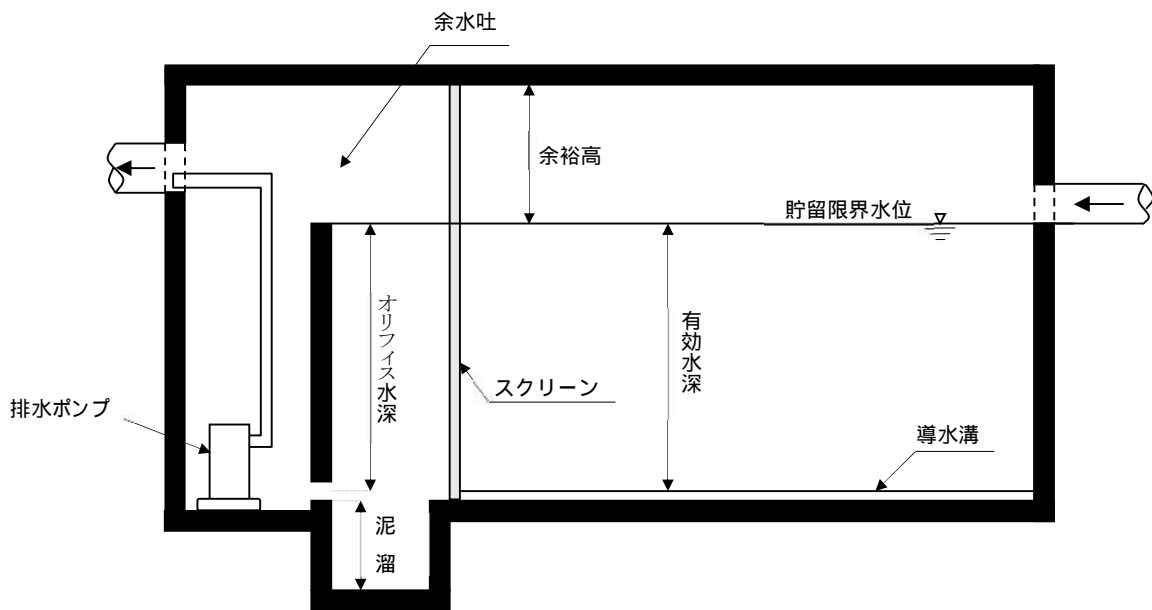 余水吐
余裕高
貯留限界水位
オリフィス水深
有効水深
スクリーン
排水ポンプ
導水溝
泥溜